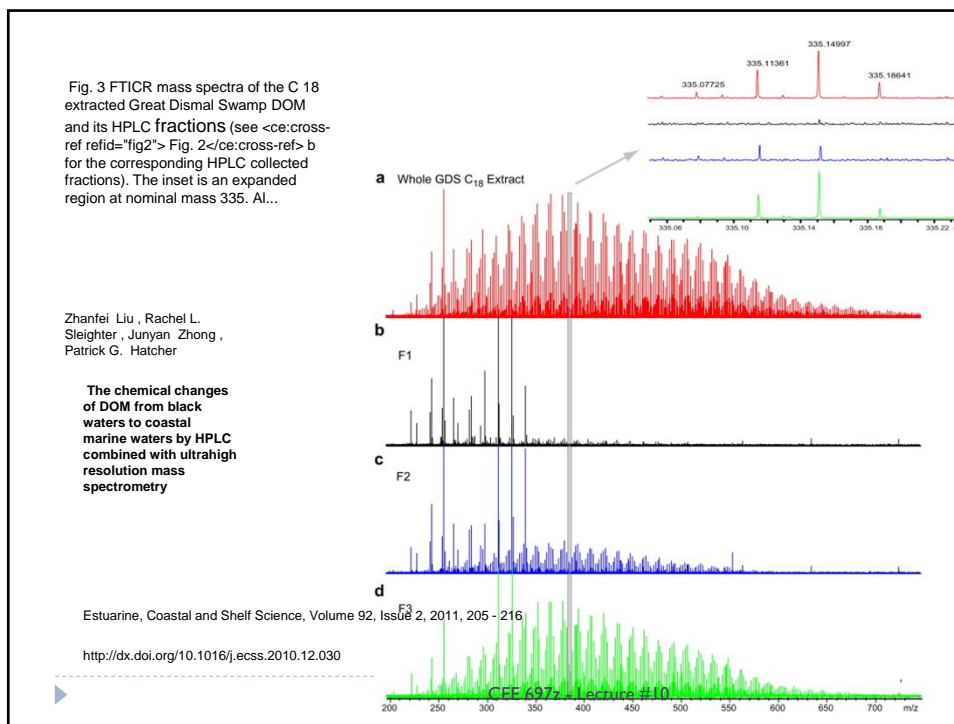 Fig. 3 FTICR mass spectra of the C 18
extracted Great Dismal Swamp DOM
and its HPLC fractions (see <ce:cross-
ref refid="fig2"> Fig. 2</ce:cross-ref> b
for the corresponding HPLC collected
fractions). The inset is an expanded
region at nominal mass 335. Al...
Zhanfei Liu , Rachel L.
Sleighter , Junyan Zhong ,
Patrick G. Hatcher
The chemical changes
of DOM from black
waters to coastal
marine waters by HPLC
combined with ultrahigh
resolution mass
spectrometry
Estuarine, Coastal and Shelf Science, Volume 92, Issue 2, 2011, 205 - 216
http://dx.doi.org/10.1016/j.ecss.2010.12.030
335.07725 335.11361 335.14997 335.18641
335.06 335.10 335.14 335.18 335.22
a Whole GDS C18 Extract
b
F1
c
F2
d
F3
CEE 697z - Lecture #10
200 250 300 350 400 450 500 550 600 650 700 m/z